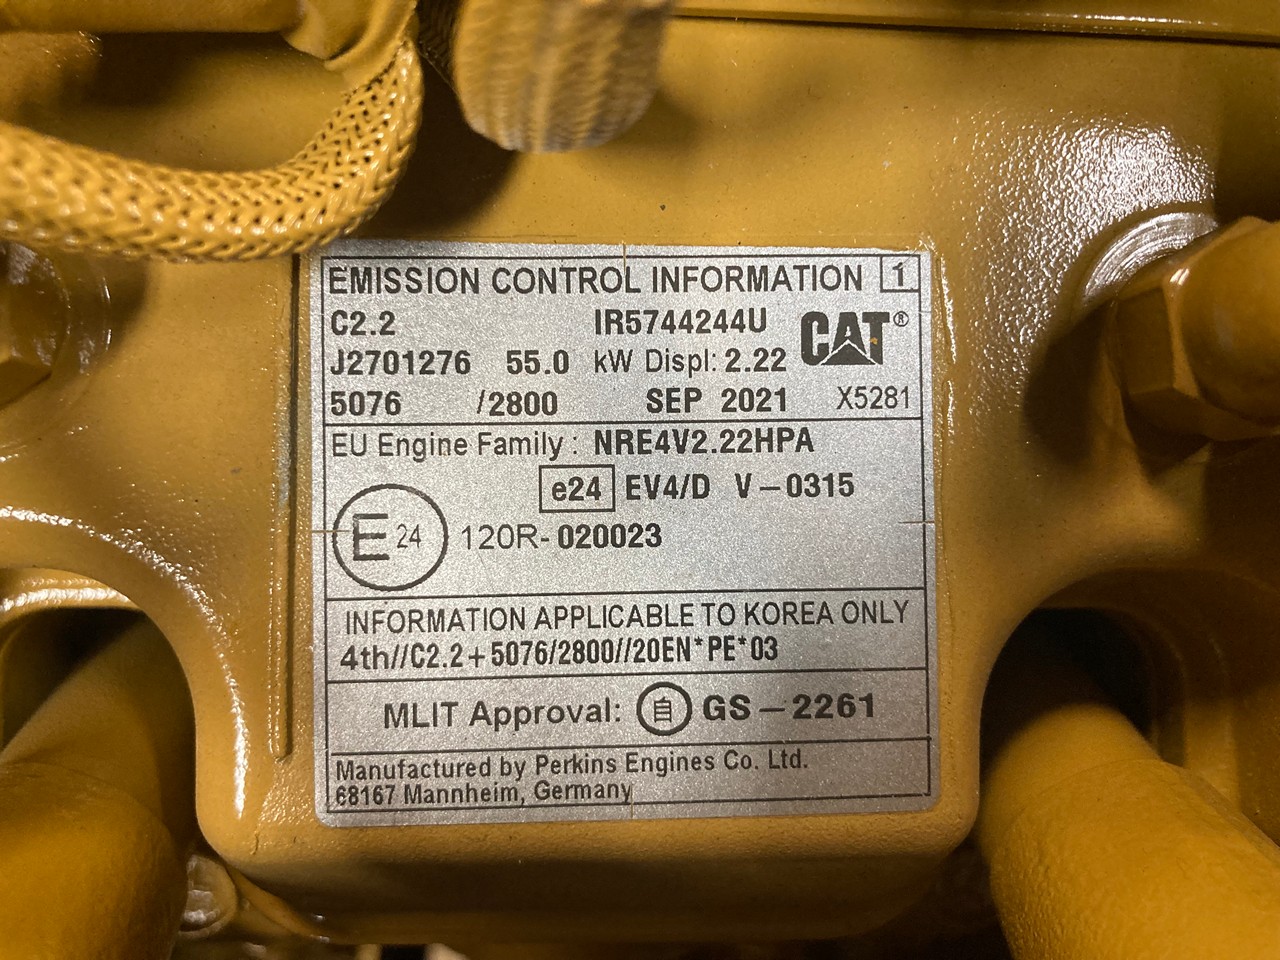 EMISSION CONTROL INFORMATION 1
C2.2 IR5744244U CAT®
J2701276 55.0 kW Displ: 2.22
5076 /2800 SEP 2021 X5281
EU Engine Family : NRE4V2.22HPA
e24 EV4/D V-0315
E 24 120R-020023
INFORMATION APPLICABLE TO KOREA ONLY
4th//C2.2+5076/2800//20EN*PE*03
MLIT Approval: 自 GS-2261
Manufactured by Perkins Engines Co. Ltd.
68167 Mannheim, Germany